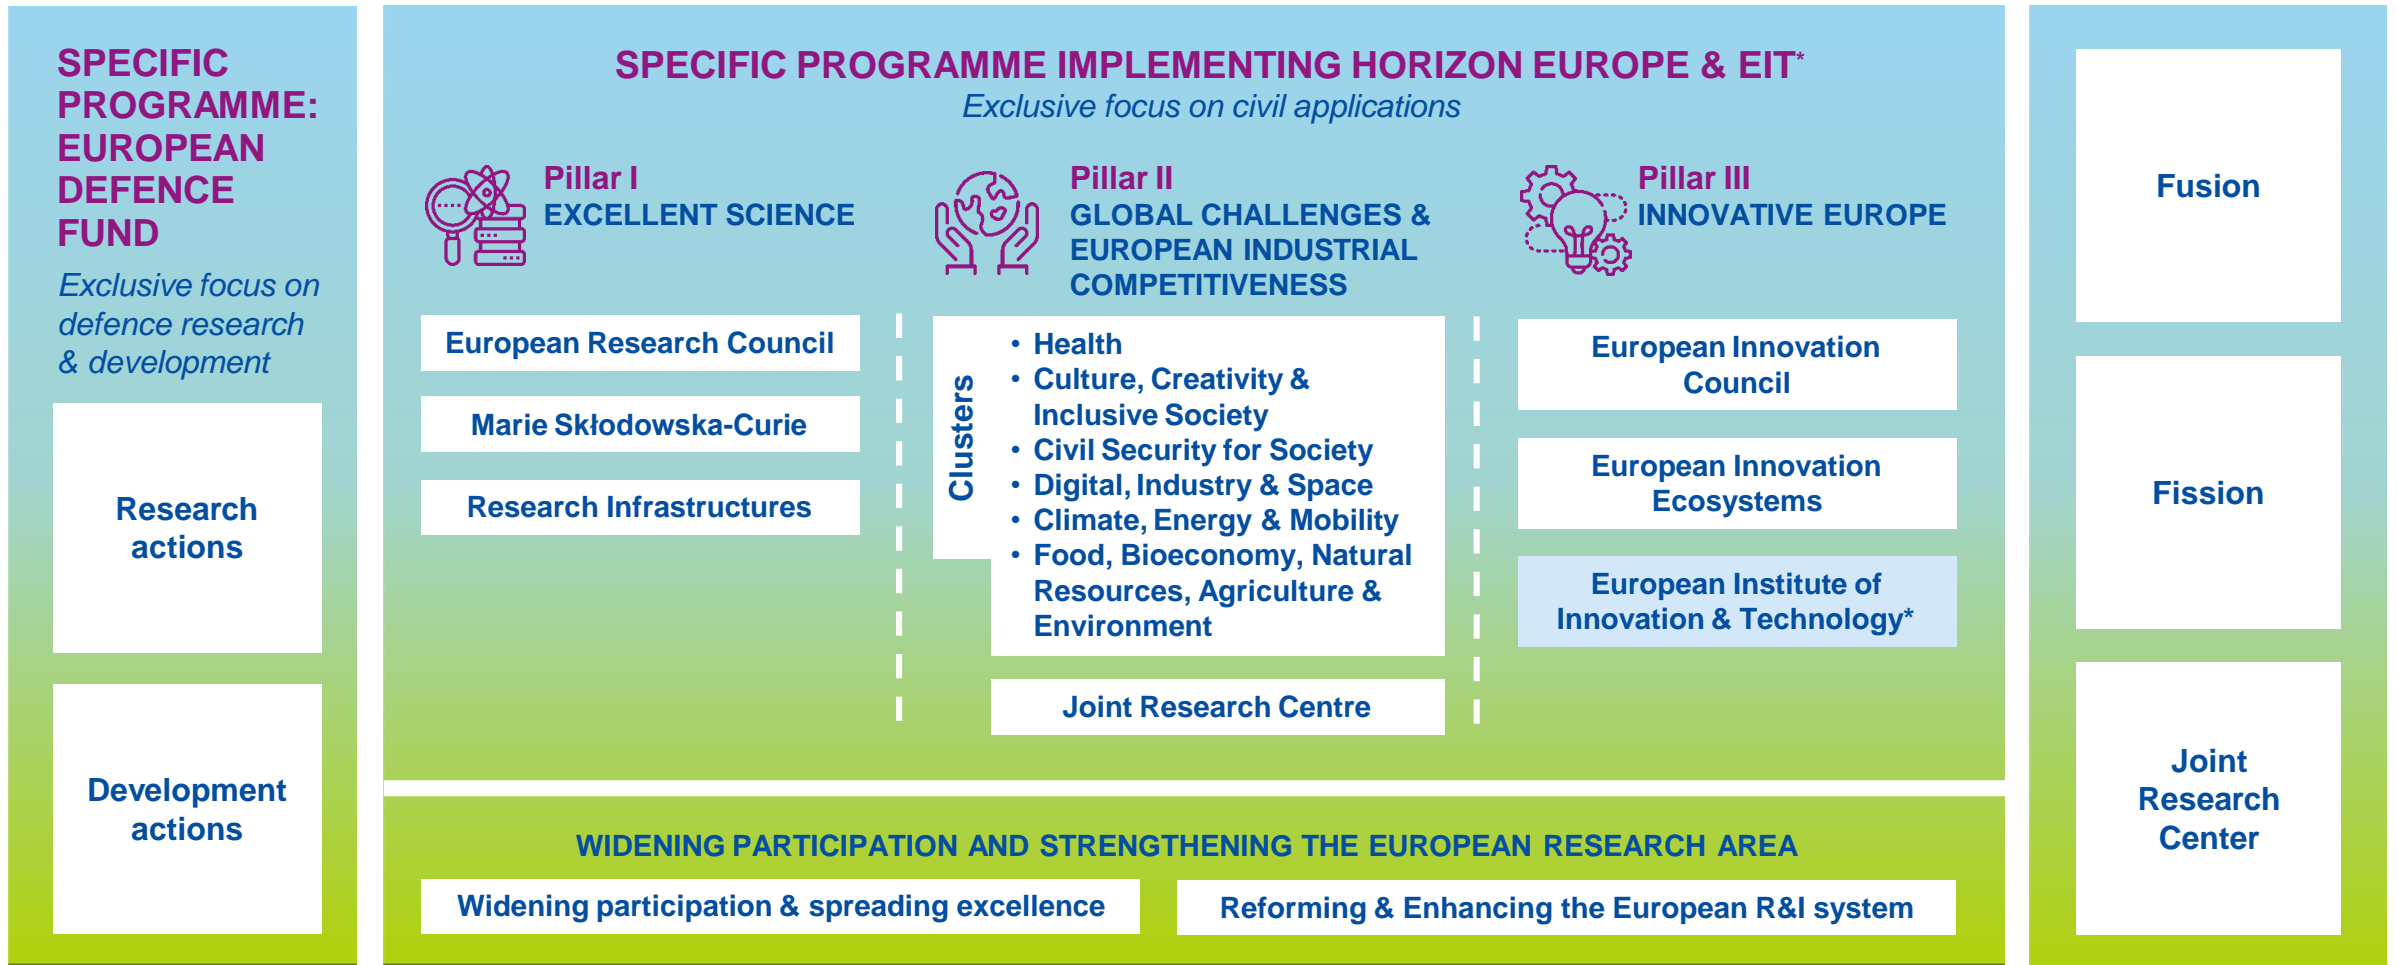 SPECIFIC
PROGRAMME:
EUROPEAN
DEFENCE
FUND
Exclusive focus on
defence research
& development
Research
actions
Development
actions
SPECIFIC PROGRAMME IMPLEMENTING HORIZON EUROPE & EIT*
Exclusive focus on civil applications
Pillar I
EXCELLENT SCIENCE
European Research Council
Marie Skłodowska-Curie
Research Infrastructures
Pillar II
GLOBAL CHALLENGES &
EUROPEAN INDUSTRIAL
COMPETITIVENESS
Clusters
• Health
• Culture, Creativity &
Inclusive Society
• Civil Security for Society
• Digital, Industry & Space
• Climate, Energy & Mobility
• Food, Bioeconomy, Natural
Resources, Agriculture &
Environment
Joint Research Centre
Pillar III
INNOVATIVE EUROPE
European Innovation
Council
European Innovation
Ecosystems
European Institute of
Innovation & Technology*
WIDENING PARTICIPATION AND STRENGTHENING THE EUROPEAN RESEARCH AREA
Widening participation & spreading excellence
Reforming & Enhancing the European R&I system
Fusion
Fission
Joint
Research
Center